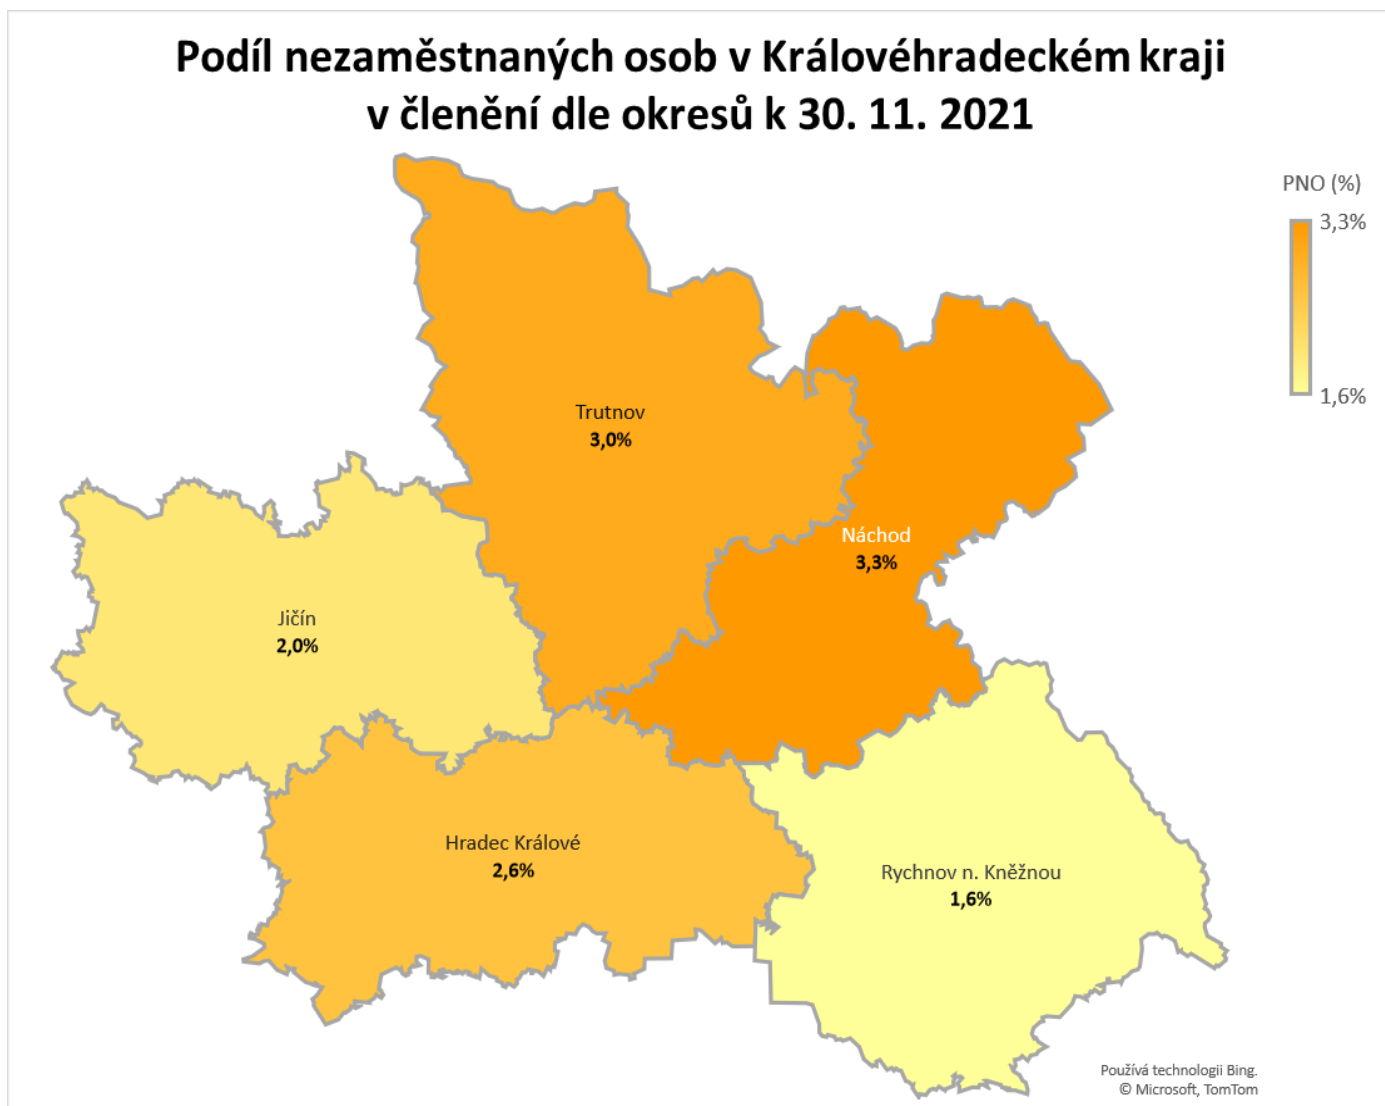 Podíl nezaměstnaných osob v Královéhradeckém kraji
v členění dle okresů k 30. 11. 2021
PNO (%)
3,3%
1,6%
Trutnov
3,0%
Náchod
3,3%
Jičín
2,0%
Hradec Králové
2,6%
Rychnov n. Kněžnou
1,6%
Používá technologii Bing.
© Microsoft, TomTom